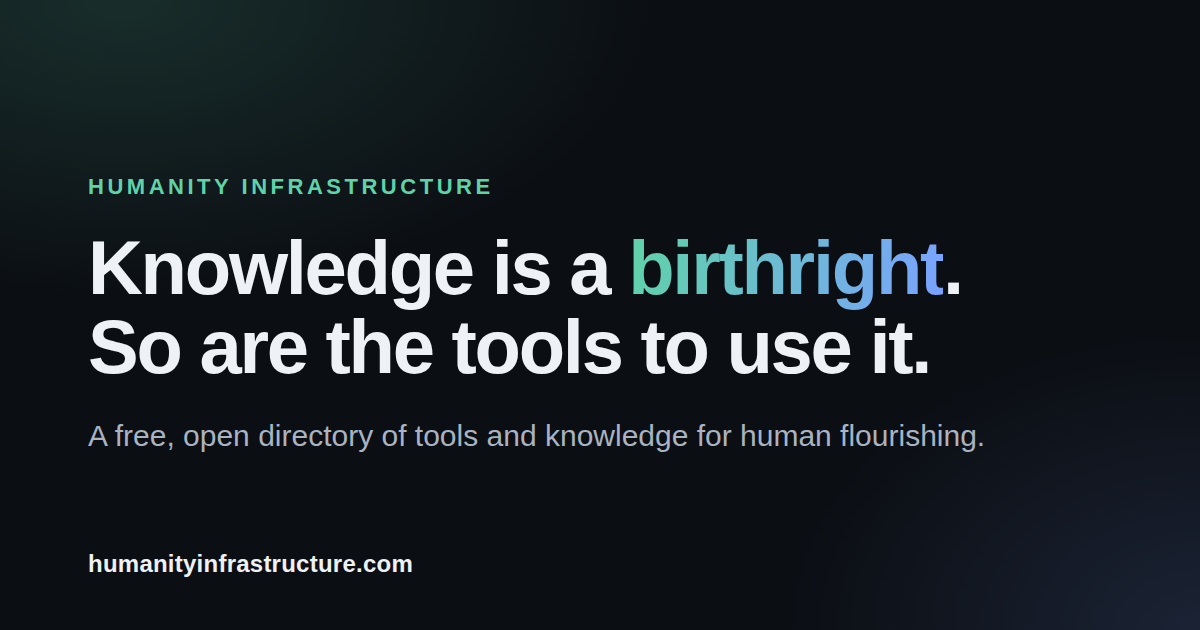 HUMANITY INFRASTRUCTURE
Knowledge is a birthright.
So are the tools to use it.
A free, open directory of tools and knowledge for human flourishing.
humanityinfrastructure.com